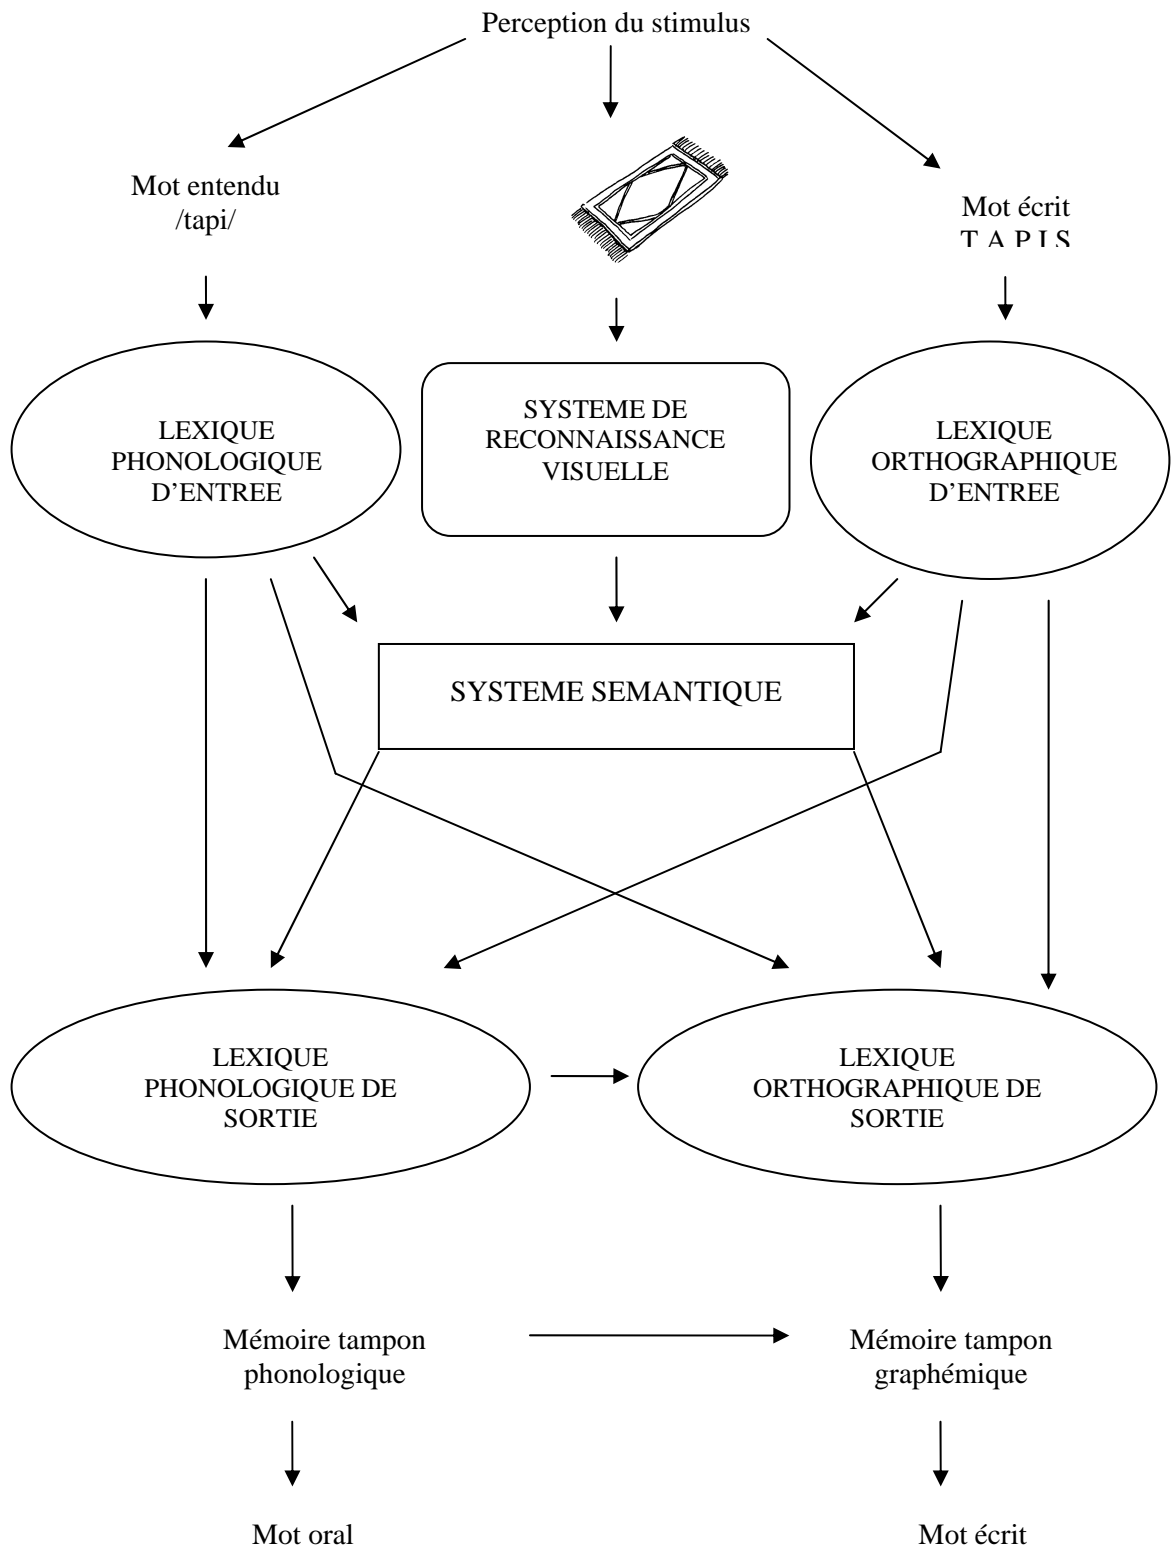 Perception du stimulus
Mot entendu
/tapi/
Mot écrit
T A P I S
LEXIQUE
PHONOLOGIQUE
D’ENTREE
SYSTEME DE
RECONNAISSANCE
VISUELLE
LEXIQUE
ORTHOGRAPHIQUE
D’ENTREE
SYSTEME SEMANTIQUE
LEXIQUE
PHONOLOGIQUE DE
SORTIE
LEXIQUE
ORTHOGRAPHIQUE DE
SORTIE
Mémoire tampon
phonologique
Mémoire tampon
graphémique
Mot oral
Mot écrit